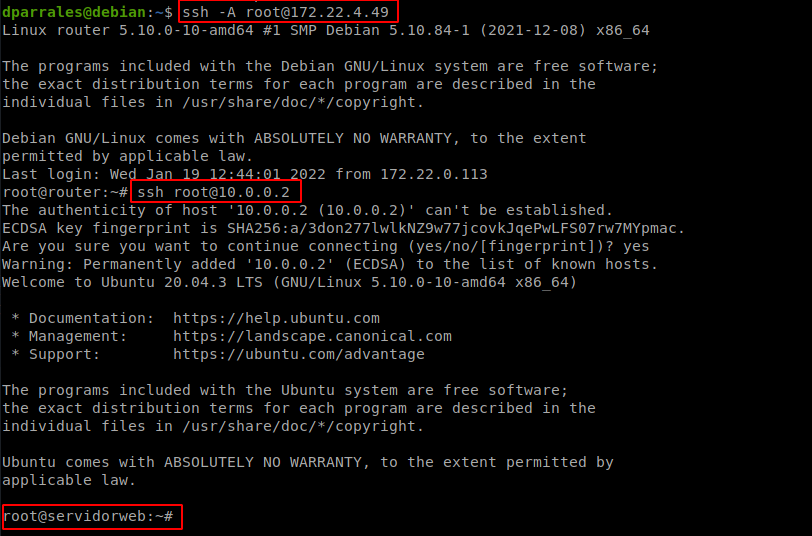 dparrales@debian:~$ ssh -A root@172.22.4.49
Linux router 5.10.0-10-amd64 #1 SMP Debian 5.10.84-1 (2021-12-08) x86_64
The programs included with the Debian GNU/Linux system are free software;
the exact distribution terms for each program are described in the
individual files in /usr/share/doc/*/copyright.
Debian GNU/Linux comes with ABSOLUTELY NO WARRANTY, to the extent
permitted by applicable law.
Last login: Wed Jan 19 12:44:01 2022 from 172.22.0.113
root@router:~# ssh root@10.0.0.2
The authenticity of host '10.0.0.2 (10.0.0.2)' can't be established.
ECDSA key fingerprint is SHA256:a/3don277lwlkNZ9w77jcovkJqePwLFS07rw7MYpmac.
Are you sure you want to continue connecting (yes/no/[fingerprint])? yes
Warning: Permanently added '10.0.0.2' (ECDSA) to the list of known hosts.
Welcome to Ubuntu 20.04.3 LTS (GNU/Linux 5.10.0-10-amd64 x86_64)
* Documentation:  https://help.ubuntu.com
* Management:     https://landscape.canonical.com
* Support:        https://ubuntu.com/advantage
The programs included with the Ubuntu system are free software;
the exact distribution terms for each program are described in the
individual files in /usr/share/doc/*/copyright.
Ubuntu comes with ABSOLUTELY NO WARRANTY, to the extent permitted by
applicable law.
root@servidorweb:~#